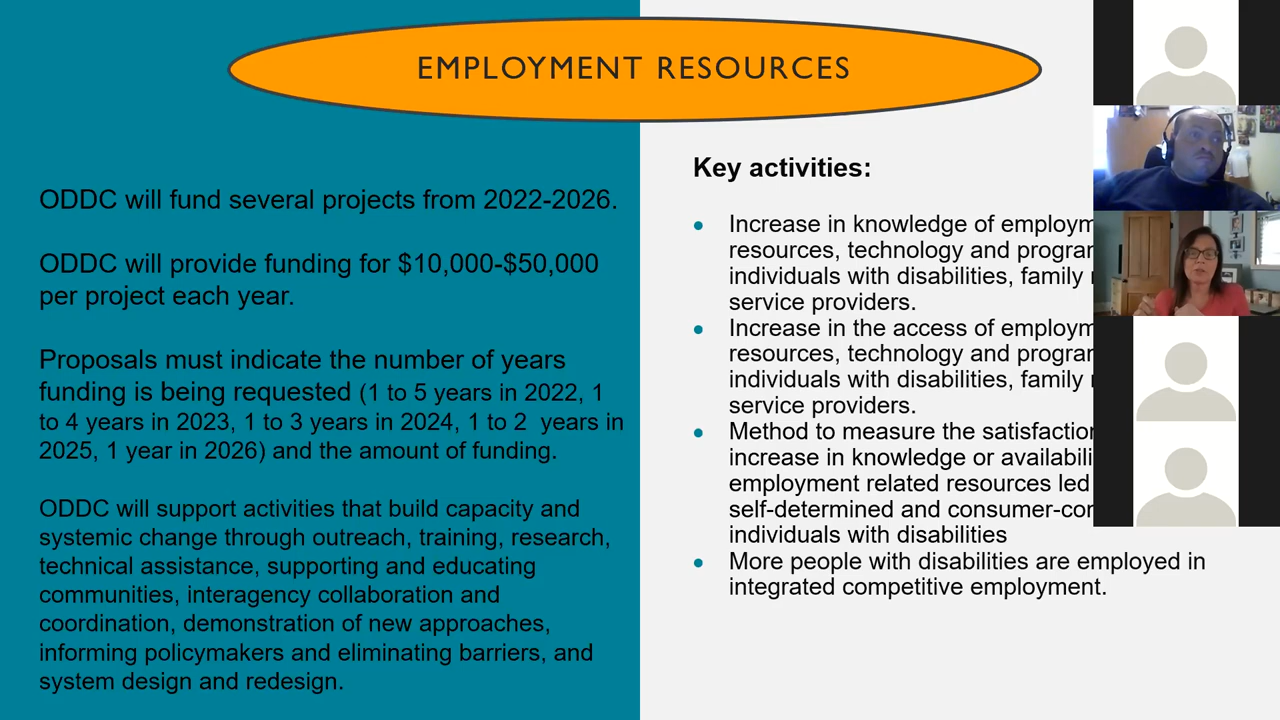 EMPLOYMENT RESOURCES
ODDC will fund several projects from 2022-2026.
ODDC will provide funding for $10,000-$50,000
per project each year.
Proposals must indicate the number of years
funding is being requested (1 to 5 years in 2022, 1
to 4 years in 2023, 1 to 3 years in 2024, 1 to 2  years in
2025, 1 year in 2026) and the amount of funding.
ODDC will support activities that build capacity and
systemic change through outreach, training, research,
technical assistance, supporting and educating
communities, interagency collaboration and
coordination, demonstration of new approaches,
informing policymakers and eliminating barriers, and
system design and redesign.
Key activities:
Increase in knowledge of
resources, technology and
individuals with disabilities, family
service providers.
Increase in the access of
resources, technology and
individuals with disabilities, family
service providers.
Method to measure the
increase in knowledge or
employment related resources led
self-determined and
individuals with disabilities
More people with disabilities are employed in
integrated competitive employment.